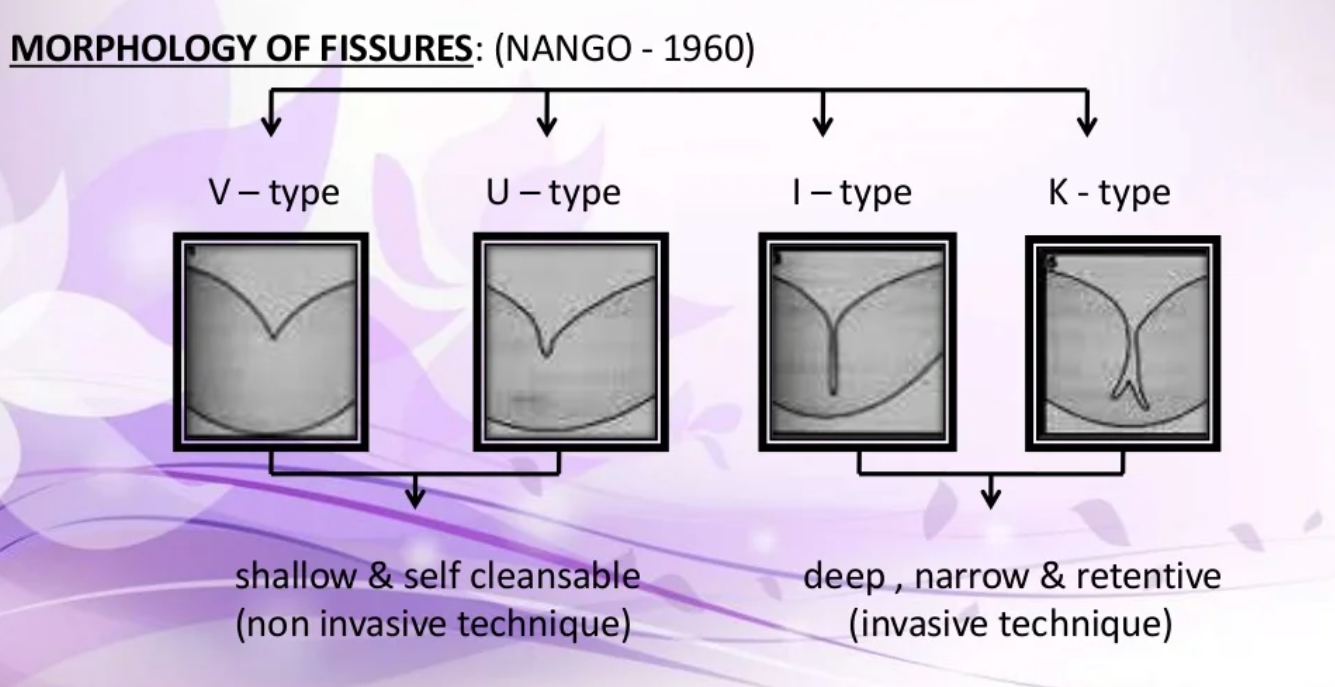 MORPHOLOGY OF FISSURES: (NANGO - 1960)
V – type
U – type
I – type
K - type
shallow & self cleansable
(non invasive technique)
deep , narrow & retentive
(invasive technique)